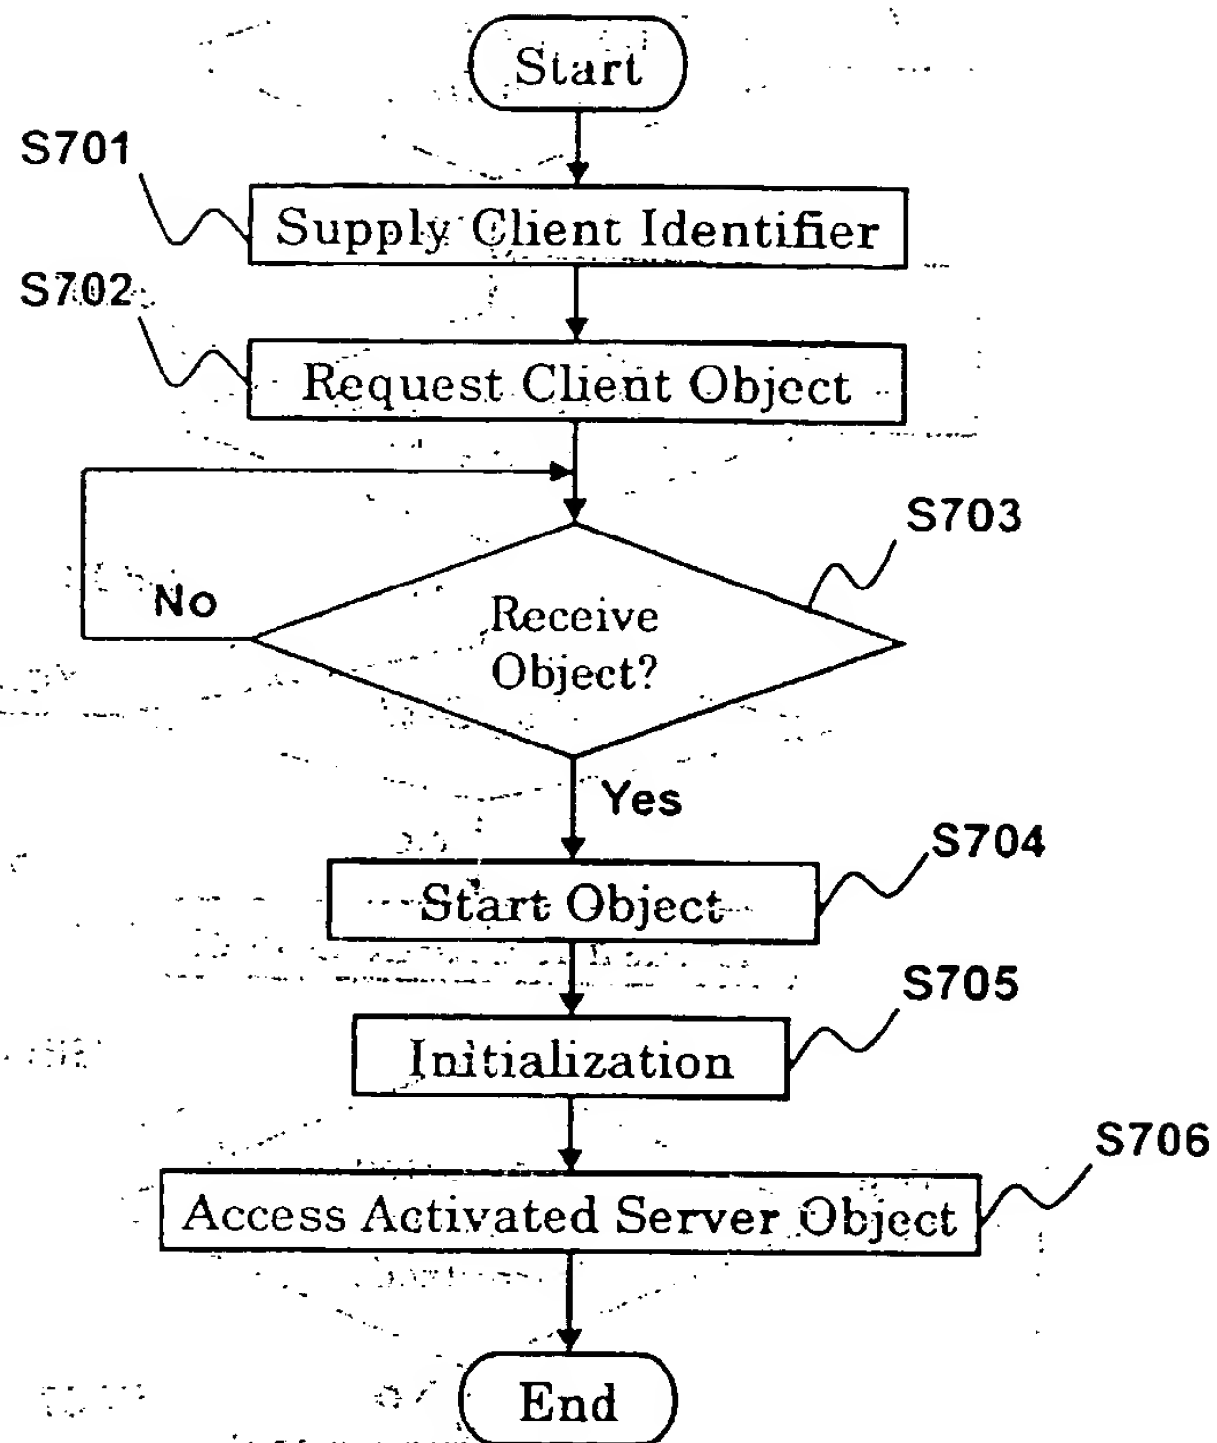 Start
S701
Supply Client Identifier
S702
Request Client Object
S703
No
Receive
Object?
Yes
S704
Start Object
S705
Initialization
S706
Access Activated Server Object
End